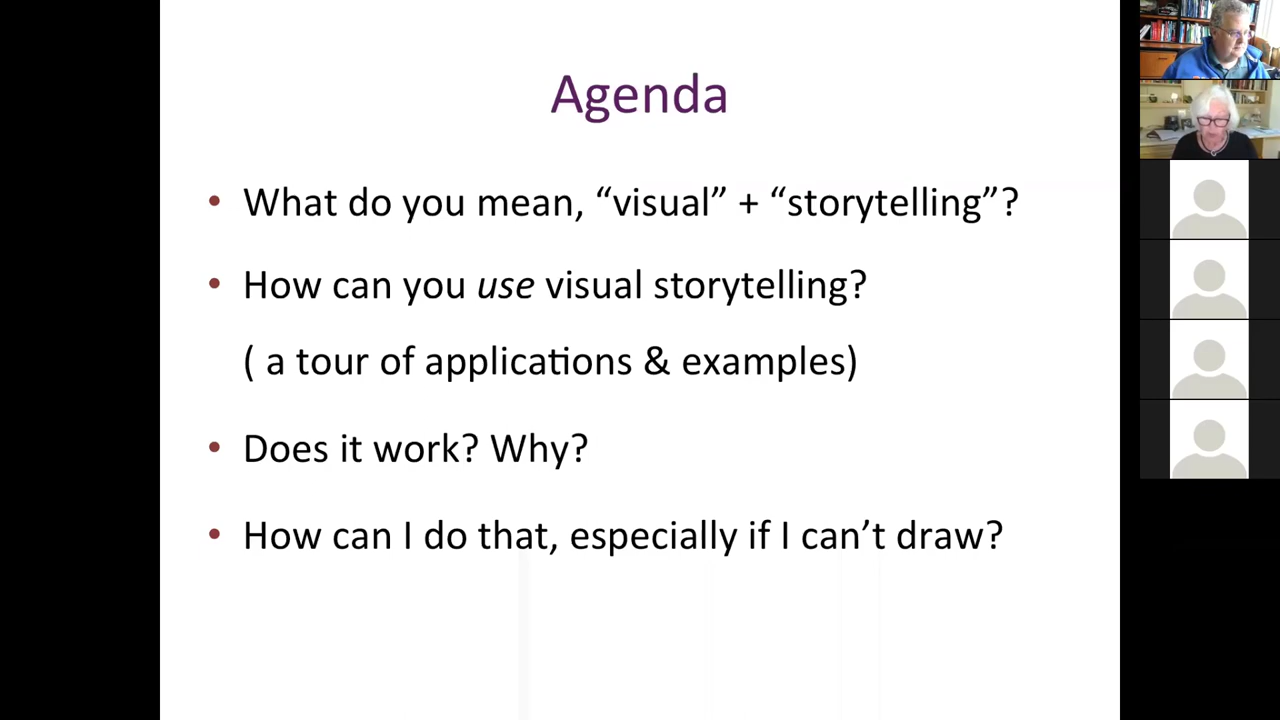 Agenda
• What do you mean, “visual” + “storytelling”?
• How can you use visual storytelling?
( a tour of applications & examples)
• Does it work? Why?
• How can I do that, especially if I can’t draw?